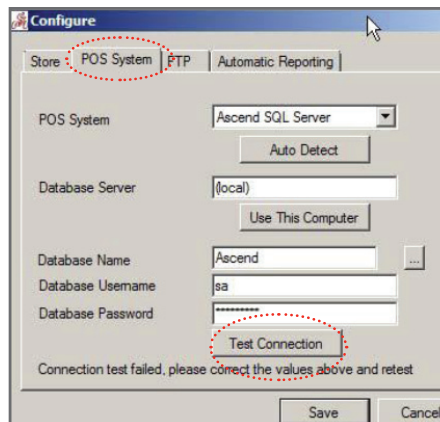 Configure
Store POS System FTP Automatic Reporting
POS System Ascend SQL Server
Auto Detect
Database Server (local)
Use This Computer
Database Name Ascend ...
Database Username sa
Database Password *********
Test Connection
Connection test failed, please correct the values above and retest
Save Cancel